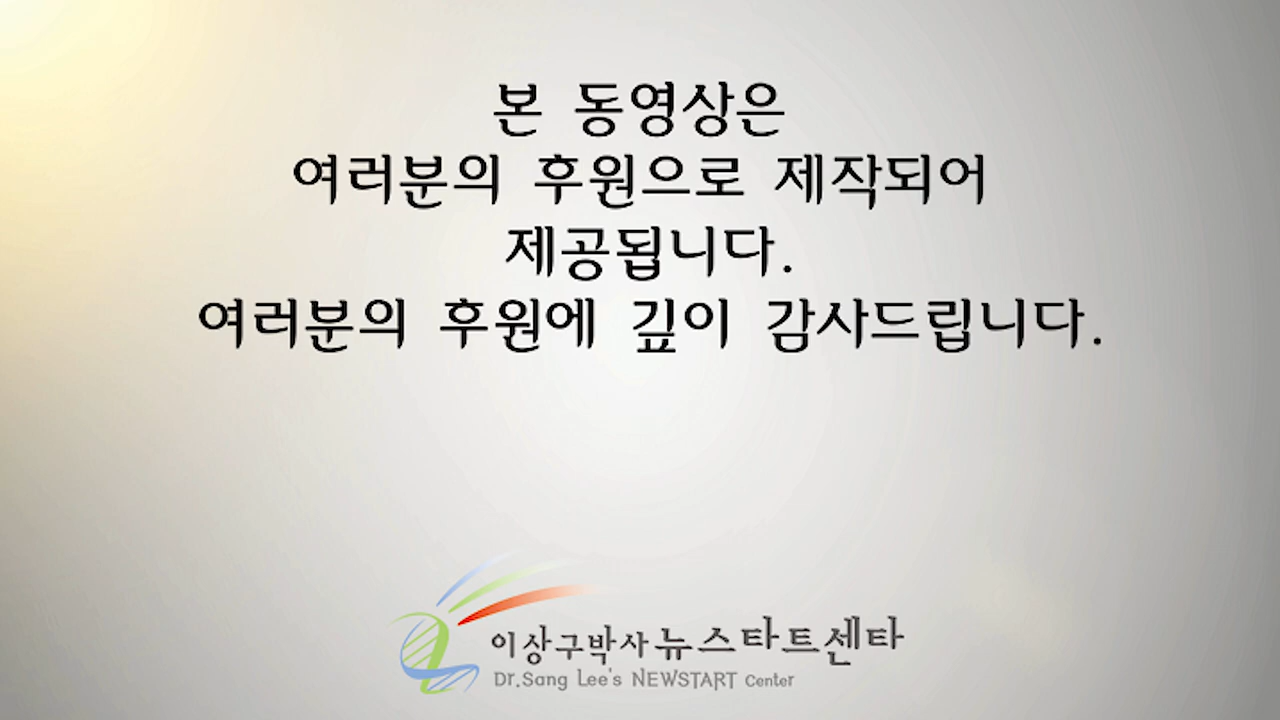 본 동영상은
여러분의 후원으로 제작되어
제공됩니다.
여러분의 후원에 깊이 감사드립니다.
이상구박사뉴스타트센타
Dr.Sang Lee's NEWSTART Center